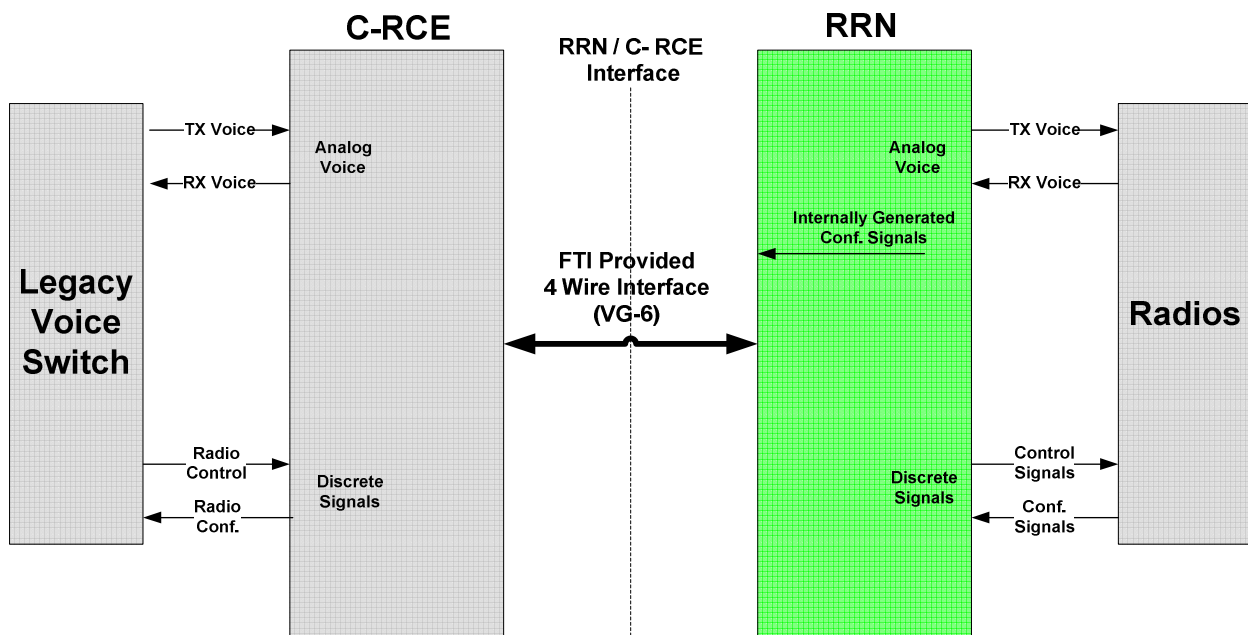 C-RCE
RRN
RRN / C- RCE
Interface
TX Voice
RX Voice
Analog
Voice
Legacy
Voice
Switch
Radio
Control
Radio
Conf.
Discrete
Signals
FTI Provided
4 Wire Interface
(VG-6)
Analog
Voice
Internally Generated
Conf. Signals
Discrete
Signals
TX Voice
RX Voice
Control
Signals
Conf.
Signals
Radios